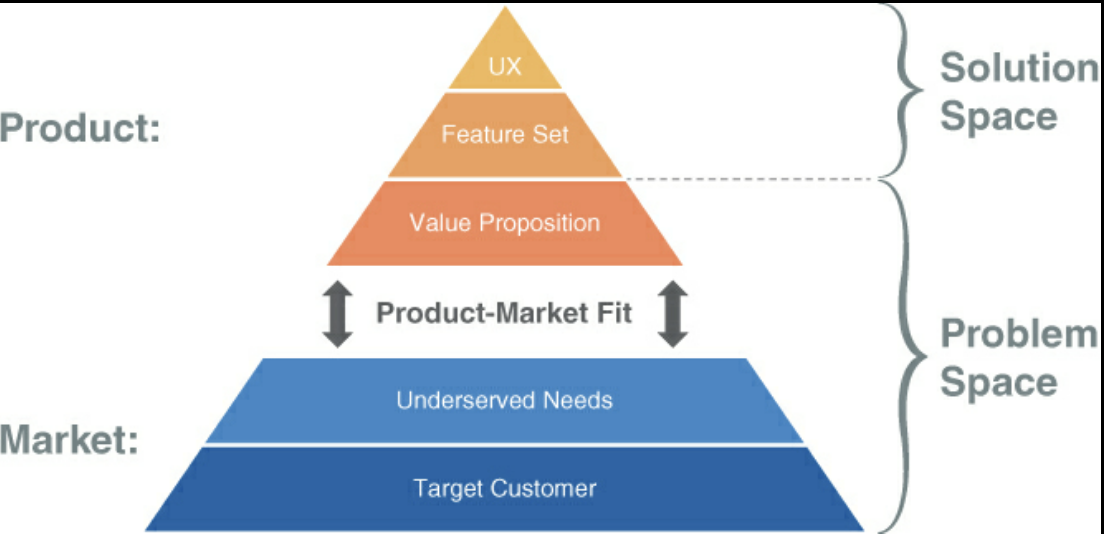 UX
Solution
Space
Product:
Feature Set
Value Proposition
Product-Market Fit
Problem
Space
Underserved Needs
Market:
Target Customer